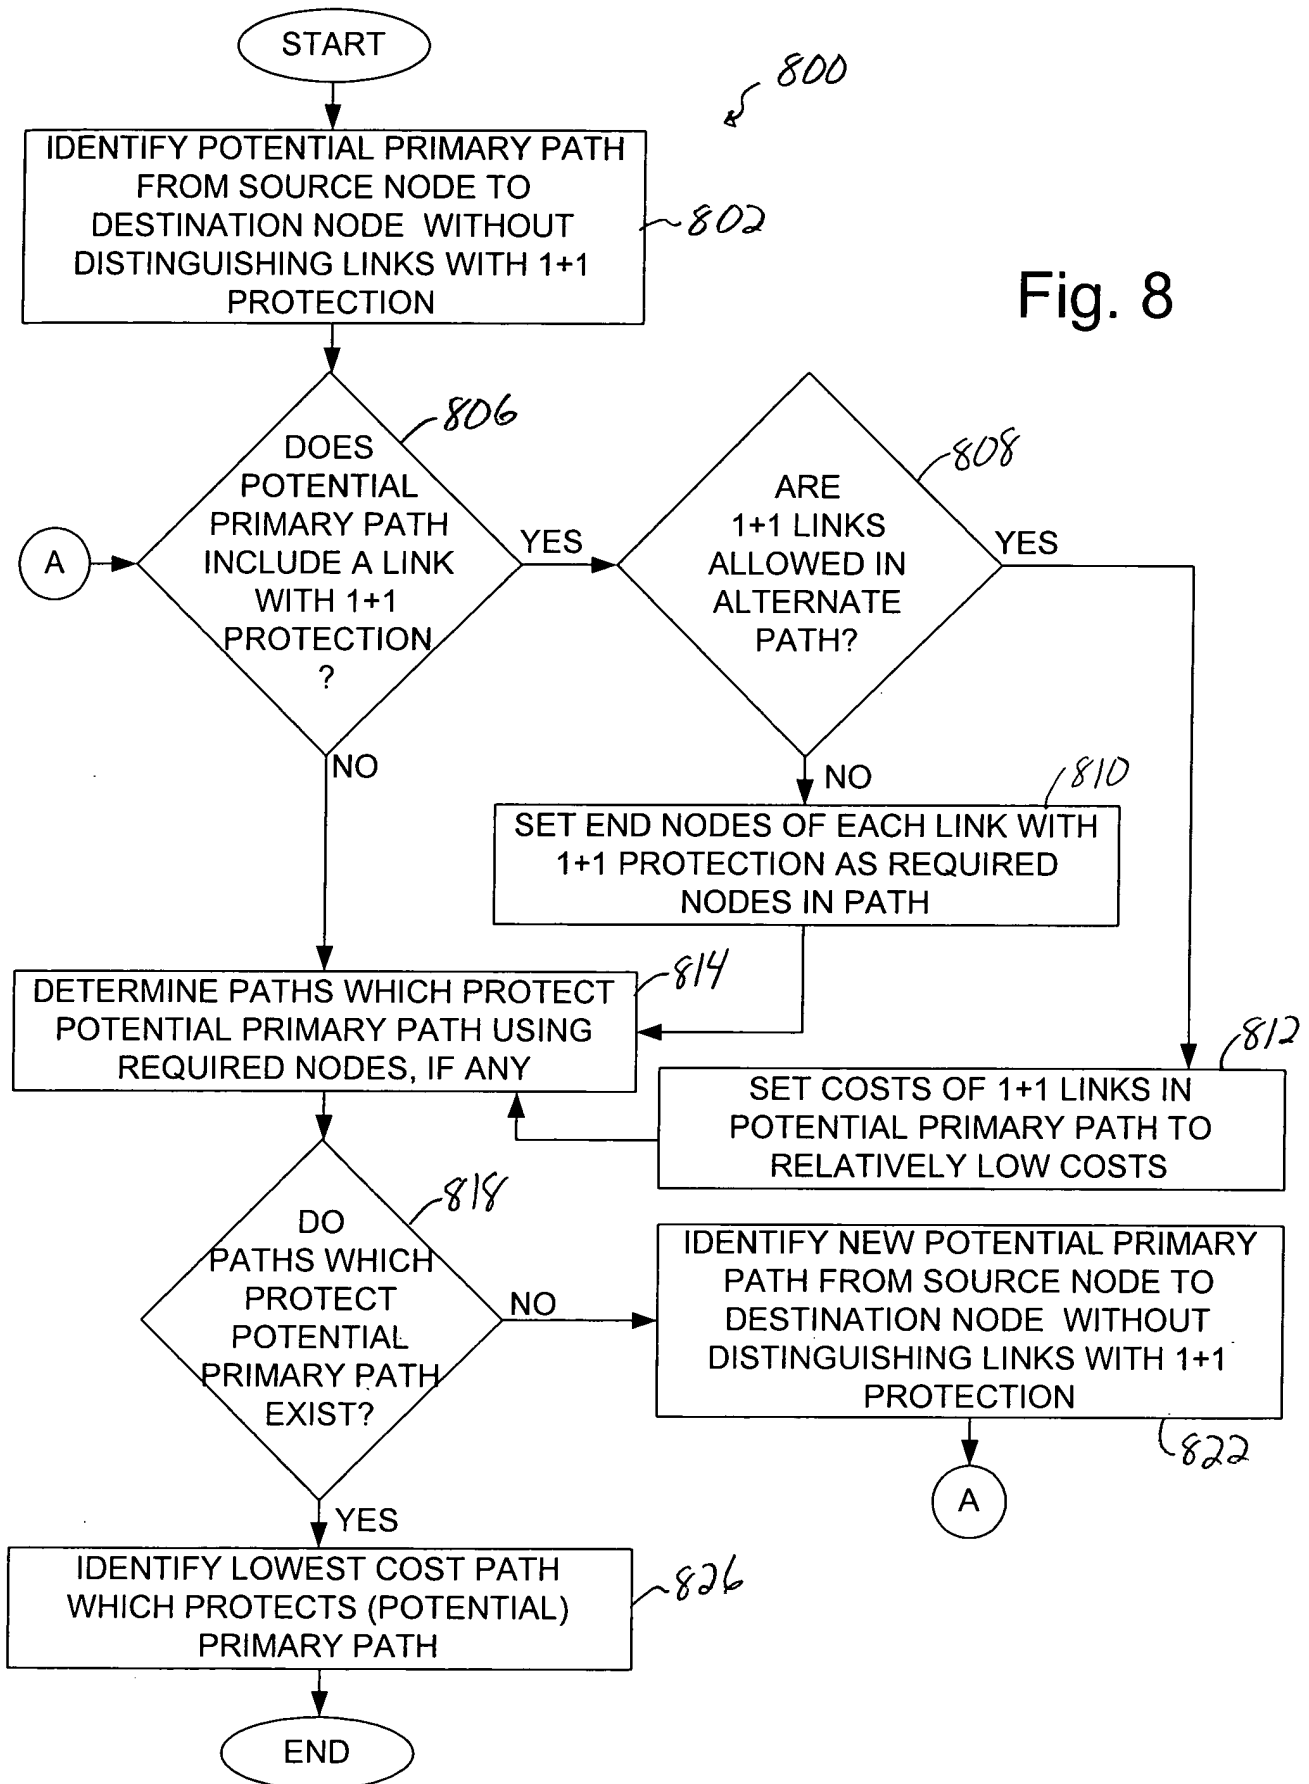 START
800
IDENTIFY POTENTIAL PRIMARY PATH
FROM SOURCE NODE TO
DESTINATION NODE WITHOUT
DISTINGUISHING LINKS WITH 1+1
PROTECTION
802
Fig. 8
806
DOES
POTENTIAL
PRIMARY PATH
INCLUDE A LINK
WITH 1+1
PROTECTION
?
A
YES
NO
808
ARE
1+1 LINKS
ALLOWED IN
ALTERNATE
PATH?
YES
NO
810
SET END NODES OF EACH LINK WITH
1+1 PROTECTION AS REQUIRED
NODES IN PATH
814
DETERMINE PATHS WHICH PROTECT
POTENTIAL PRIMARY PATH USING
REQUIRED NODES, IF ANY
812
SET COSTS OF 1+1 LINKS IN
POTENTIAL PRIMARY PATH TO
RELATIVELY LOW COSTS
818
DO
PATHS WHICH
PROTECT
POTENTIAL
PRIMARY PATH
EXIST?
NO
IDENTIFY NEW POTENTIAL PRIMARY
PATH FROM SOURCE NODE TO
DESTINATION NODE WITHOUT
DISTINGUISHING LINKS WITH 1+1
PROTECTION
822
A
YES
IDENTIFY LOWEST COST PATH
WHICH PROTECTS (POTENTIAL)
PRIMARY PATH
826
END